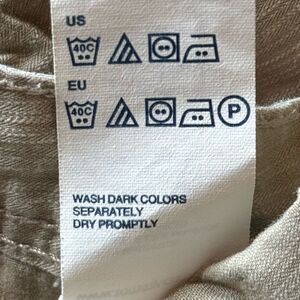 US
40C
EU
40C
P
WASH DARK COLORS
SEPARATELY
DRY PROMPTLY